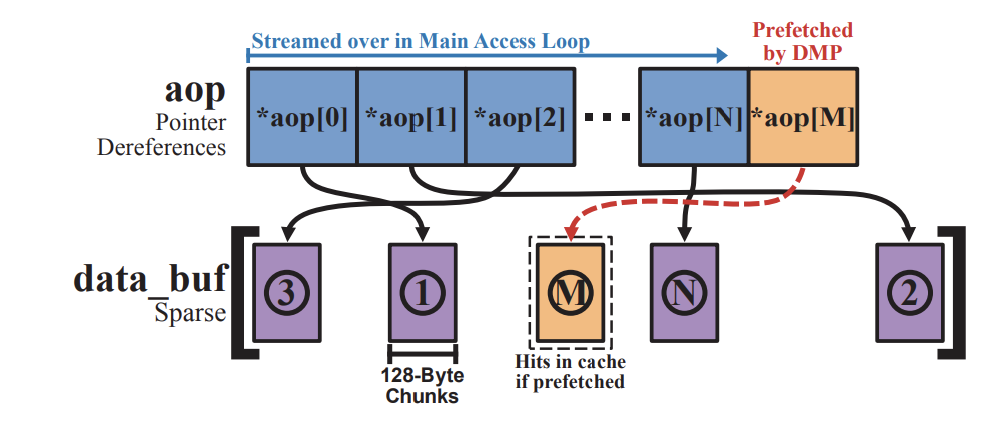 Streamed over in Main Access Loop
Prefetched
by DMP
aop
Pointer
Dereferences
*aop[0]
*aop[1]
*aop[2]
*aop[N]
*aop[M]
data_buf
Sparse
3
1
M
N
2
128-Byte
Chunks
Hits in cache
if prefetched